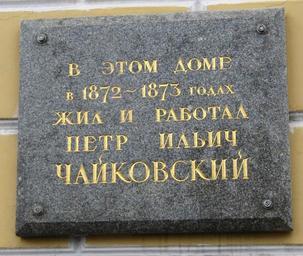 В ЭТОМ ДОМЕ
в 1872~1873 годах
ЖИЛ И РАБОТАЛ
ПЕТР ИЛЬИЧ
ЧАЙКОВСКИЙ